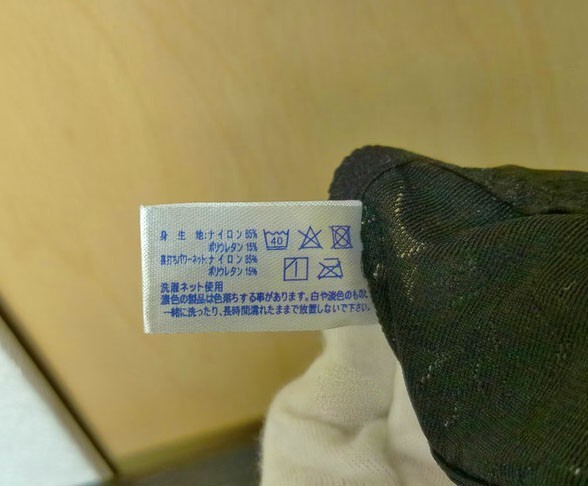 身生地:ナイロン 85%
ポリウレタン 15%
裏打ちパワーネット:ナイロン 85%
ポリウレタン 15%
40
洗濯ネット使用
濃色の製品は色落ちする事があります。白や淡色のものと
一緒に洗ったり、長時間濡れたままで放置しないで下さい。